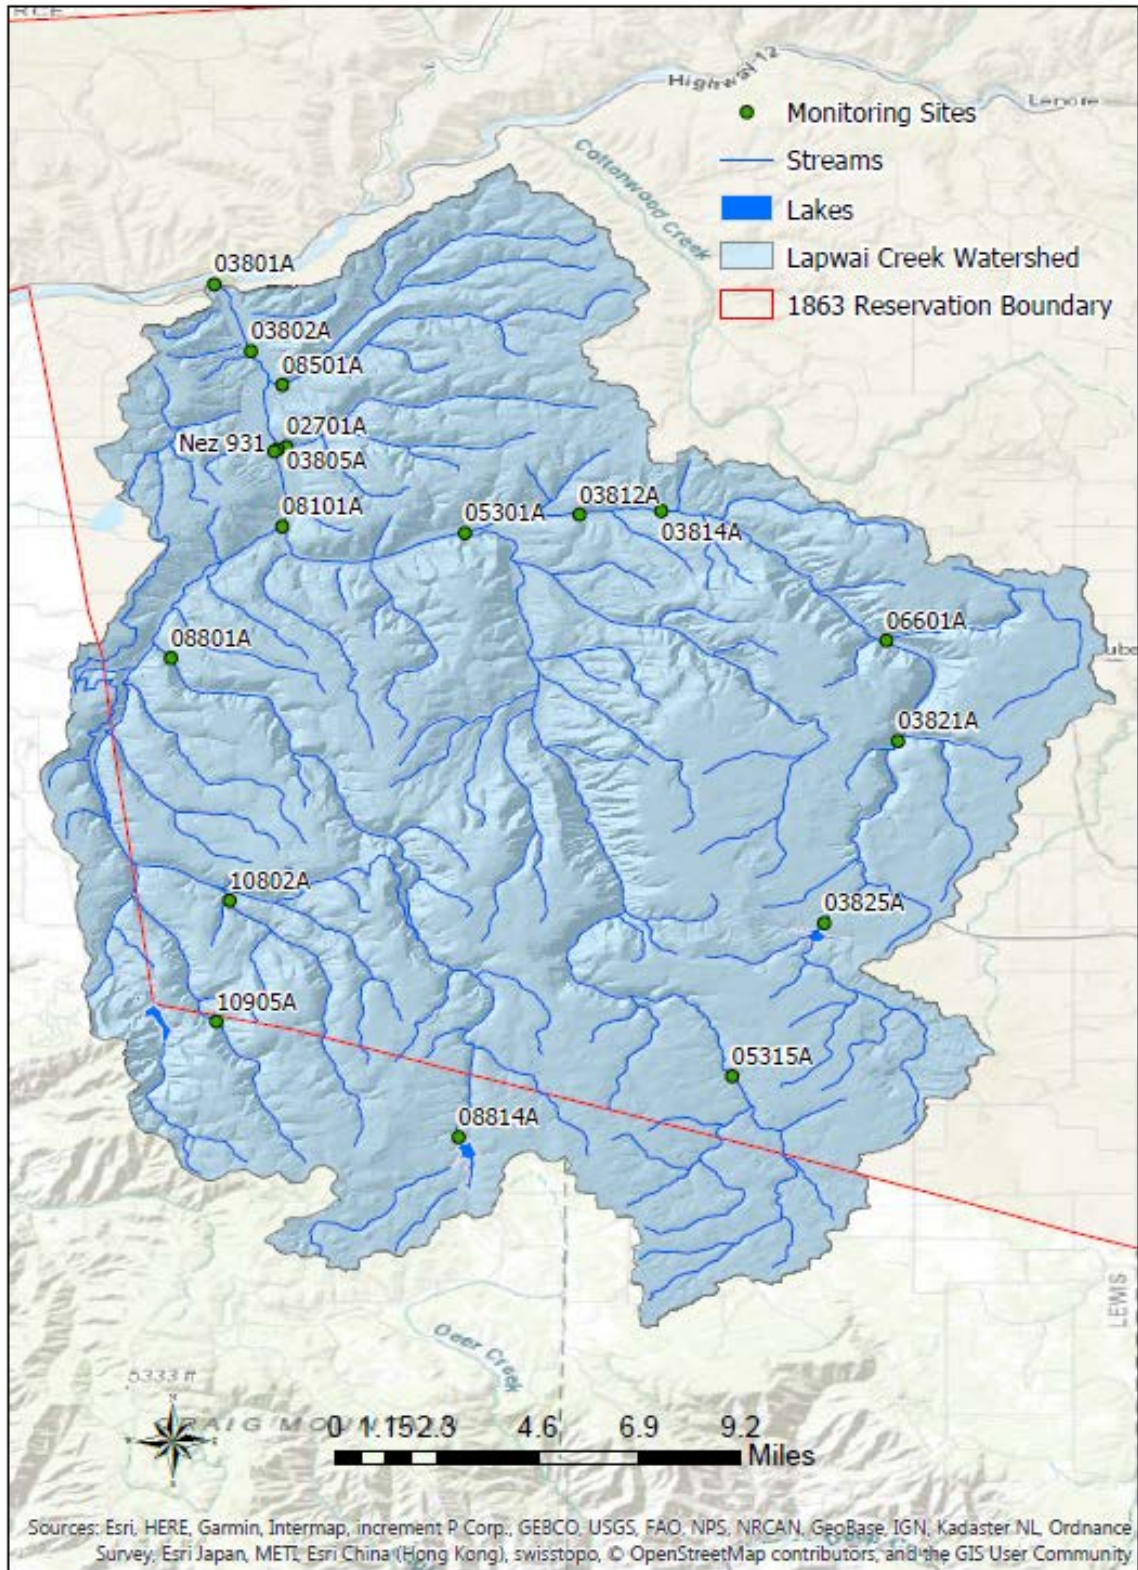 RCE
Highway 12
Lenore
Monitoring Sites
Cottonwood Creek
Streams
Lakes
Lapwai Creek Watershed
1863 Reservation Boundary
03801A
03802A
08501A
02701A
Nez 931
03805A
08101A
05301A
03812A
03814A
08801A
06601A
03821A
10802A
03825A
10905A
05315A
08814A
LEWIS
Deer Creek
5333 ft
0 1.15 2.3 4.6 6.9 9.2
Miles
Sources: Esri, HERE, Garmin, Intermap, increment P Corp., GEBCO, USGS, FAO, NPS, NRCAN, GeoBase, IGN, Kadaster NL, Ordnance
Survey, Esri Japan, METI, Esri China (Hong Kong), swisstopo, © OpenStreetMap contributors, and the GIS User Community